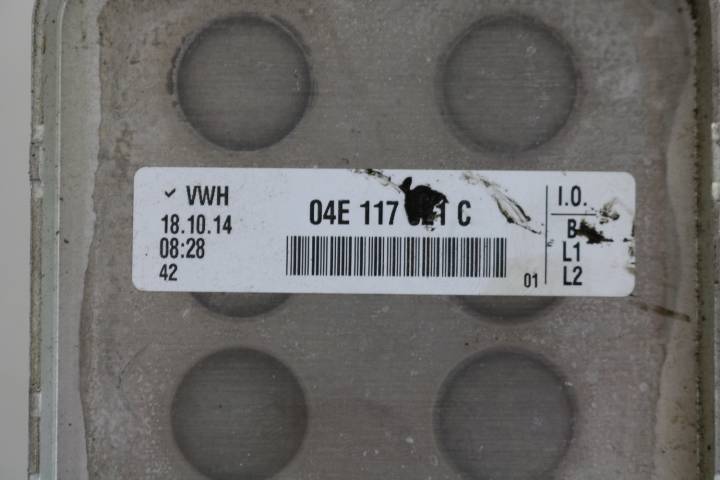 ✓ VWH
18.10.14
08:28
42
04E 117 C
01
I.O.
B
L1
L2